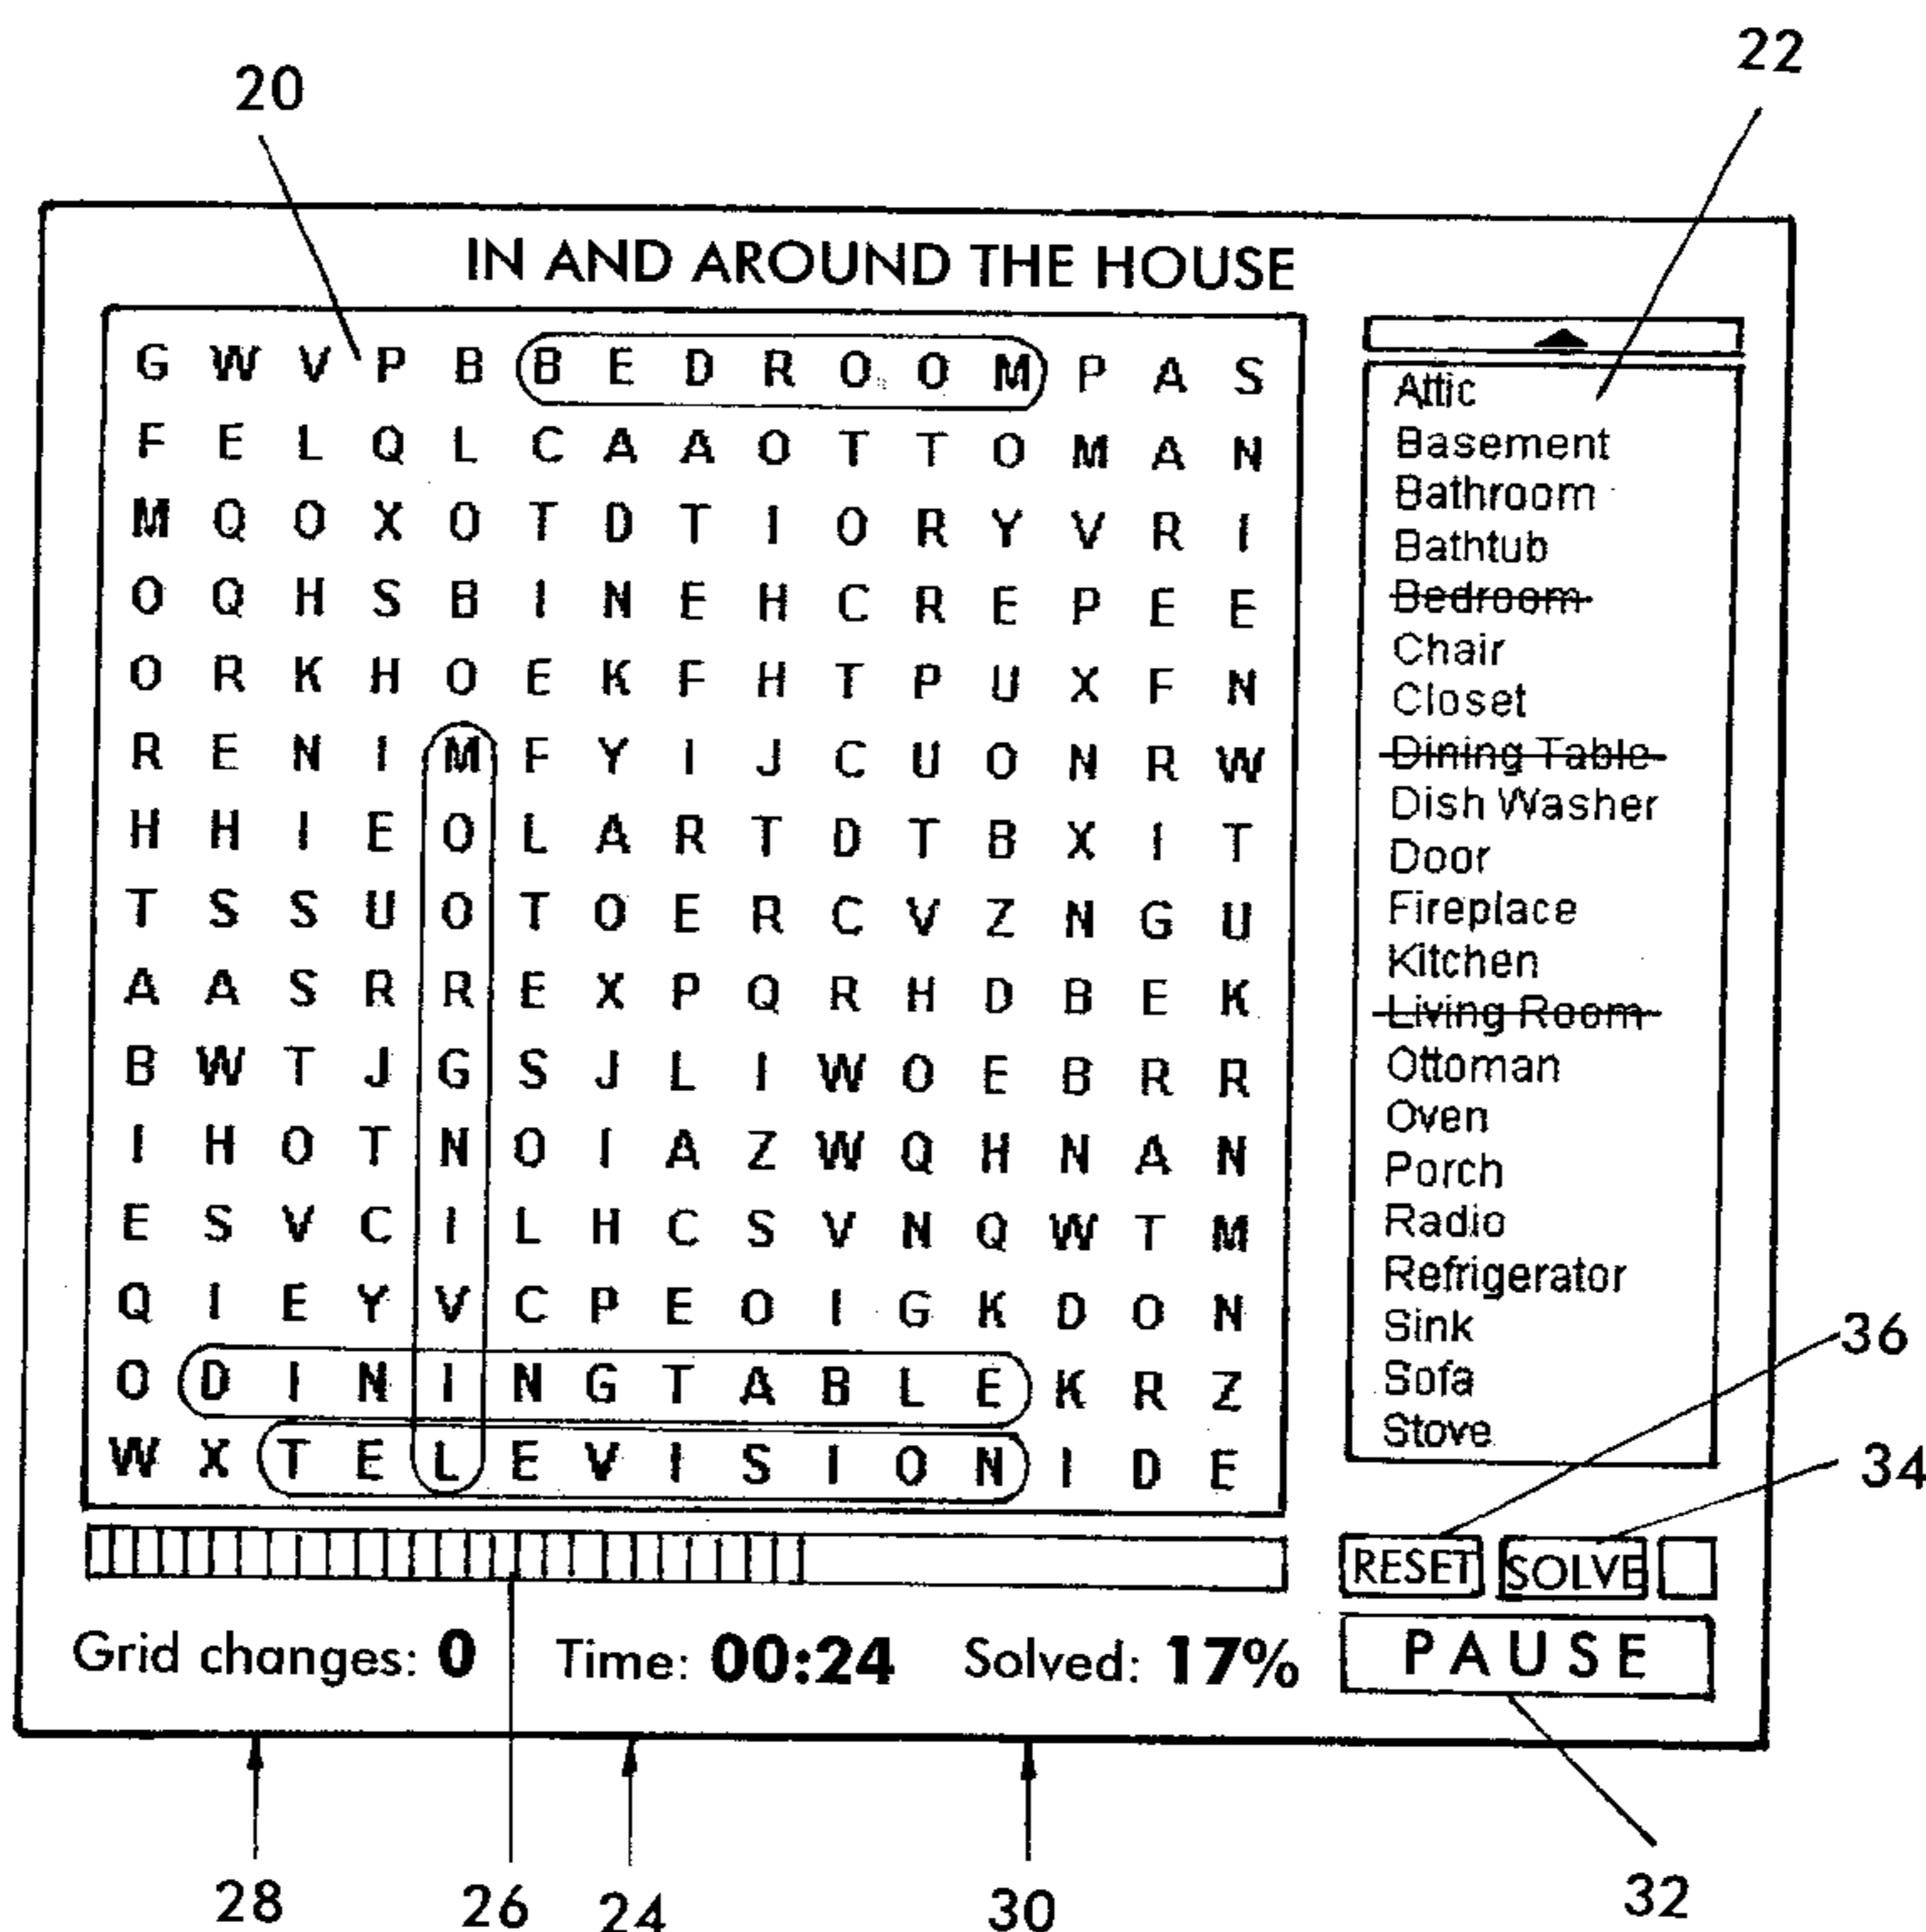 20
22
IN AND AROUND THE HOUSE
G W V P B B E D R O O M P A S
F E L Q L C A A O T T O M A N
M Q O X O T D T I O R Y V R I
O Q H S B I N E H C R E P E E
O R K H O E K F H T P U X F N
R E N I M F Y I J C U O N R W
H H I E O L A R T D T B X I T
T S S U O T O E R C V Z N G U
A A S R R E X P Q R H D B E K
B W T J G S J L I W O E B R R
I H O T N O I A Z W Q H N A N
E S V C I L H C S V N Q W T M
Q I E Y V C P E O I G K D O N
O D I N I N G T A B L E K R Z
W X T E L E V I S I O N I D E
Attic
Basement
Bathroom
Bathtub
Bedroom
Chair
Closet
Dining Table
Dish Washer
Door
Fireplace
Kitchen
Living Room
Ottoman
Oven
Porch
Radio
Refrigerator
Sink
Sofa
Stove
36
34
RESET SOLVE
Grid changes: 0 Time: 00:24 Solved: 17% PAUSE
28 26 24 30 32